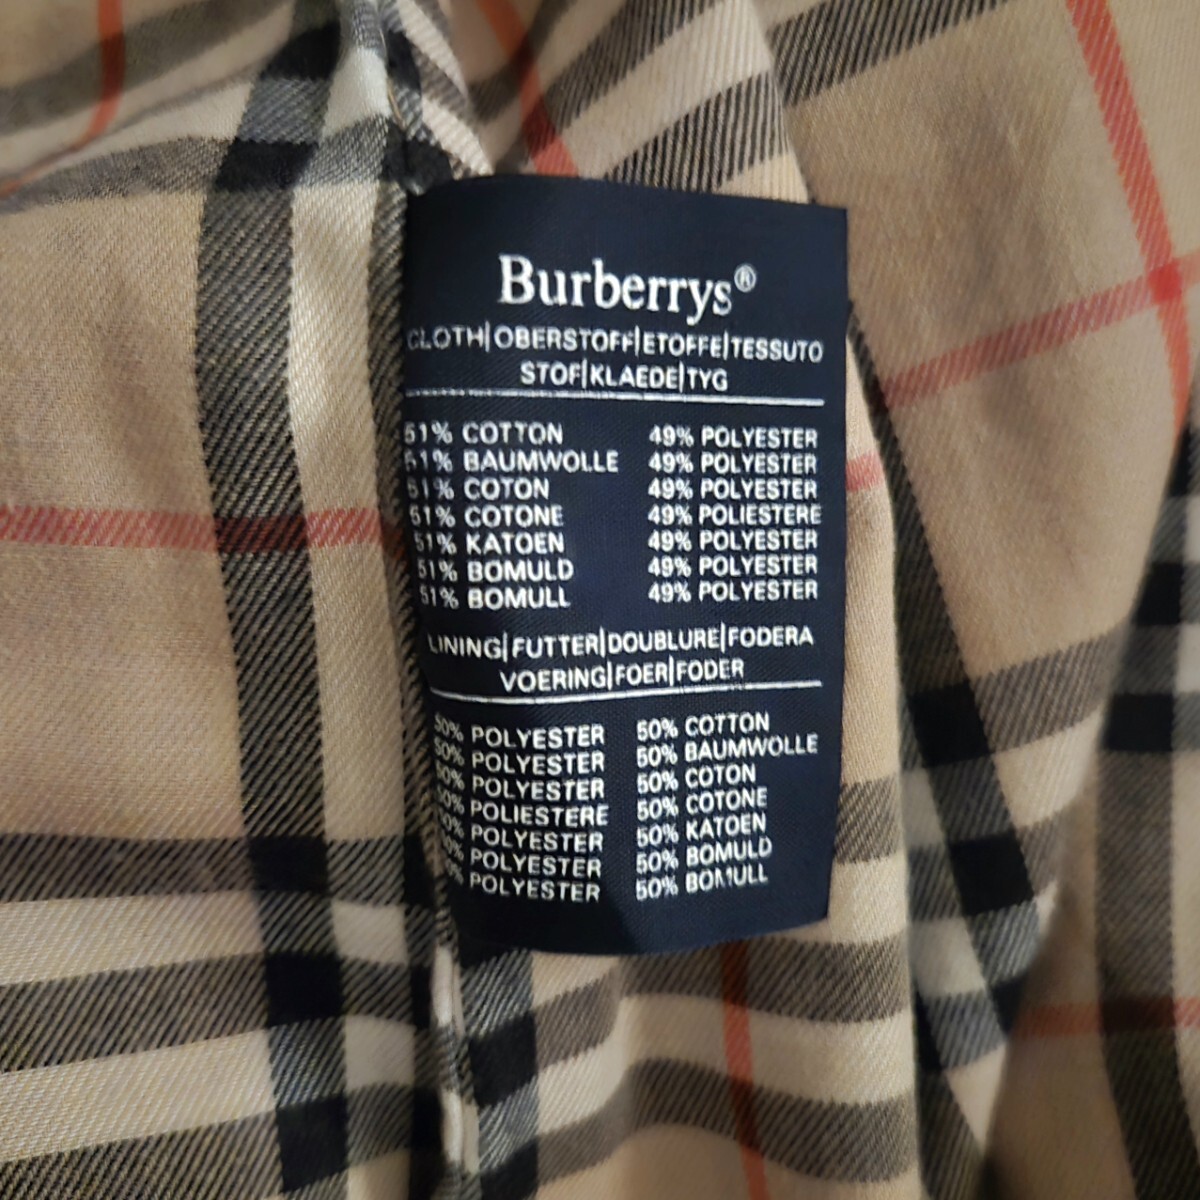 Burberrys®
CLOTH|OBERSTOFF|ETOFFE|TESSUTO
STOF|KLAEDE|TYG
51% COTTON 49% POLYESTER
51% BAUMWOLLE 49% POLYESTER
51% COTON 49% POLYESTER
51% COTONE 49% POLIESTERE
51% KATOEN 49% POLYESTER
51% BOMULD 49% POLYESTER
51% BOMULL 49% POLYESTER
LINING|FUTTER|DOUBLURE|FODERA
VOERING|FOER|FODER
50% POLYESTER 50% COTTON
50% POLYESTER 50% BAUMWOLLE
50% POLYESTER 50% COTON
50% POLIESTERE 50% COTONE
50% POLYESTER 50% KATOEN
50% POLYESTER 50% BOMULD
50% POLYESTER 50% BOMULL